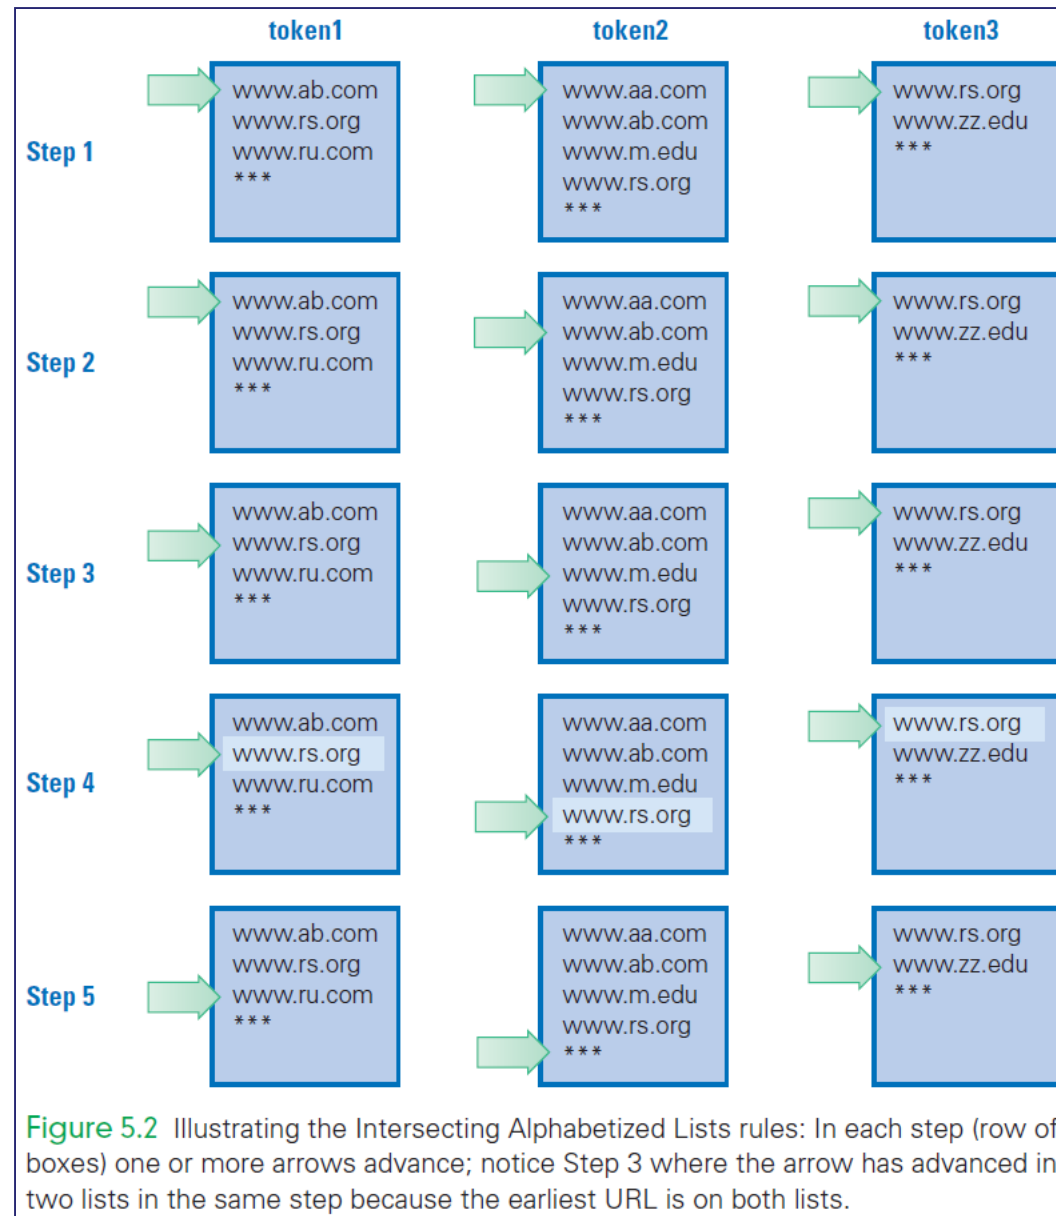 token1 token2 token3
Step 1
www.ab.com
www.rs.org
www.ru.com
***
www.aa.com
www.ab.com
www.m.edu
www.rs.org
***
www.rs.org
www.zz.edu
***
Step 2
www.ab.com
www.rs.org
www.ru.com
***
www.aa.com
www.ab.com
www.m.edu
www.rs.org
***
www.rs.org
www.zz.edu
***
Step 3
www.ab.com
www.rs.org
www.ru.com
***
www.aa.com
www.ab.com
www.m.edu
www.rs.org
***
www.rs.org
www.zz.edu
***
Step 4
www.ab.com
www.rs.org
www.ru.com
***
www.aa.com
www.ab.com
www.m.edu
www.rs.org
***
www.rs.org
www.zz.edu
***
Step 5
www.ab.com
www.rs.org
www.ru.com
***
www.aa.com
www.ab.com
www.m.edu
www.rs.org
***
www.rs.org
www.zz.edu
***
Figure 5.2 Illustrating the Intersecting Alphabetized Lists rules: In each step (row of
boxes) one or more arrows advance; notice Step 3 where the arrow has advanced in
two lists in the same step because the earliest URL is on both lists.